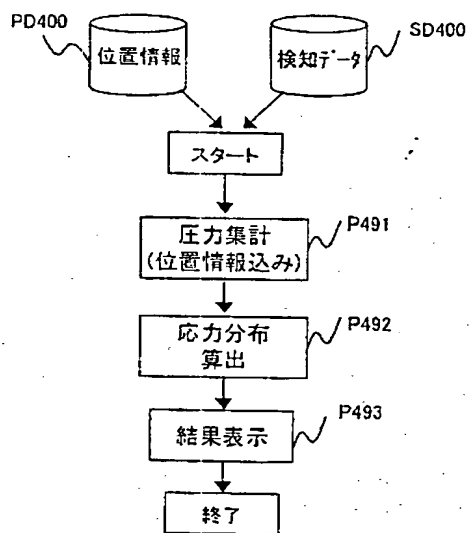 PD400
位置情報
検知データ
SD400
スタート
圧力集計
(位置情報込み)
P491
応力分布
算出
P492
結果表示
P493
終了